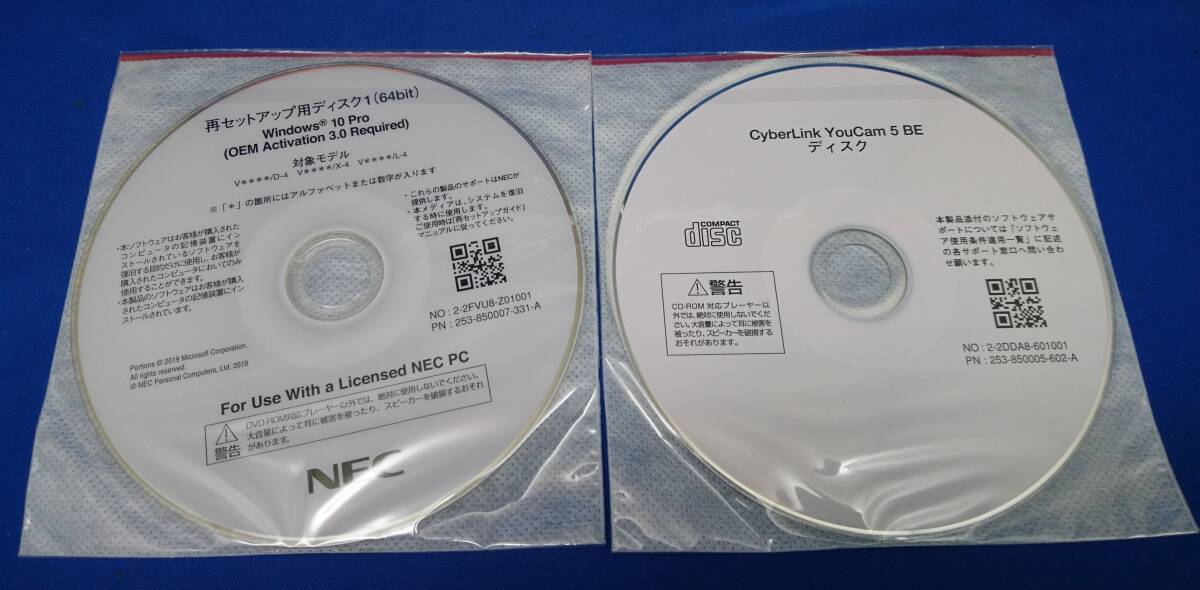 再セットアップ用ディスク1(64bit)
Windows® 10 Pro
(OEM Activation 3.0 Required)
対象モデル
V****/D-4 V****/X-4 V****/L-4
※「*」の箇所にはアルファベットまたは数字が入ります
・本ソフトウェアはお客様が購入された
コンピュータの記憶装置にイン
ストールされているソフトウェアを
復旧する目的だけに使用し、お客様が
購入されたコンピュータにおいてのみ
使用することができます。
・本製品のソフトウェアはお客様が購入
されたコンピュータの記憶装置にイン
ストールされています。
・これらの製品のサポートはNECが
提供します。
・本メディアは、システムを復旧
する時に使用します。
ご使用時は「再セットアップガイド」
マニュアルに従ってください。
NO : 2-2FVU8-Z01001
PN : 253-850007-331-A
Portions © 2019 Microsoft Corporation.
All rights reserved.
© NEC Personal Computers, Ltd. 2019
For Use With a Licensed NEC PC
警告
DVD-ROM対応プレーヤー以外では、絶対に使用しないでください。
大音量によって耳に被害を被ったり、スピーカーを破損するおそれ
があります。
NEC
CyberLink YouCam 5 BE
ディスク
COMPACT
disc
本製品添付のソフトウェアサ
ポートについては「ソフトウェ
ア使用条件適用一覧」に記述
の各サポート窓口へ問い合わ
せ願います。
警告
CD-ROM 対応プレーヤー以
外では、絶対に使用しないでくだ
さい。大音量によって耳に被害を
被ったり、スピーカーを破損する
おそれがあります。
NO : 2-2DDA8-601001
PN : 253-850005-602-A